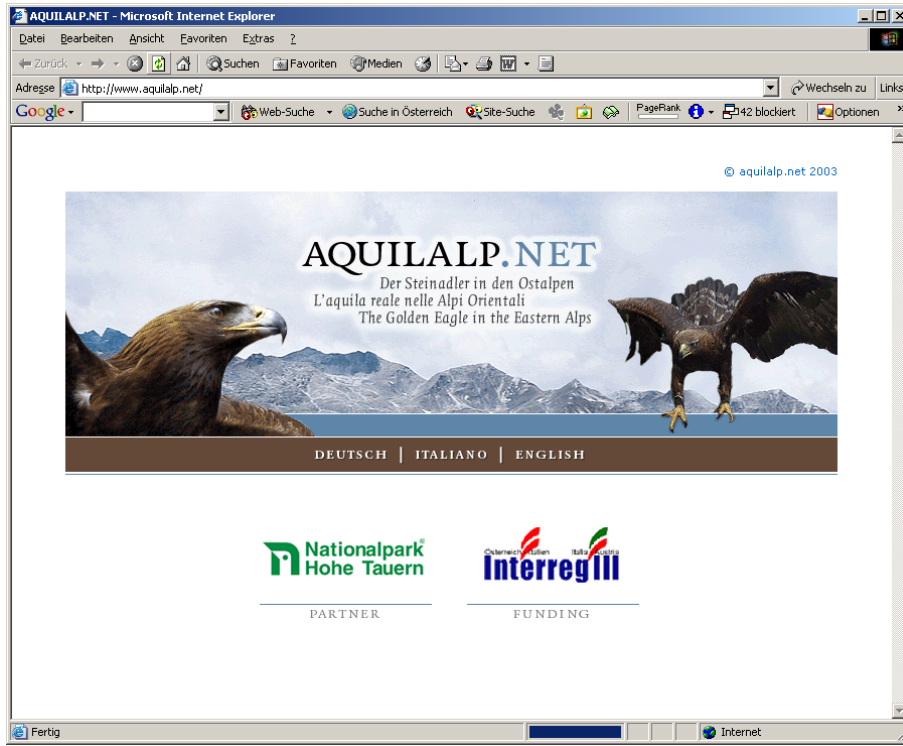 AQUILALP.NET - Microsoft Internet Explorer
Datei Bearbeiten Ansicht Favoriten Extras ?
Zurück Suchen Favoriten Medien
Adresse http://www.aquilalp.net/ Wechseln zu Links
Google Web-Suche Suche in Österreich Site-Suche PageRank 42 blockiert Optionen »
© aquilalp.net 2003
AQUILALP.NET
Der Steinadler in den Ostalpen
L'aquila reale nelle Alpi Orientali
The Golden Eagle in the Eastern Alps
DEUTSCH | ITALIANO | ENGLISH
Nationalpark
Hohe Tauern
Österreich Italien Italia Austria
Interreg III
PARTNER
FUNDING
Fertig Internet